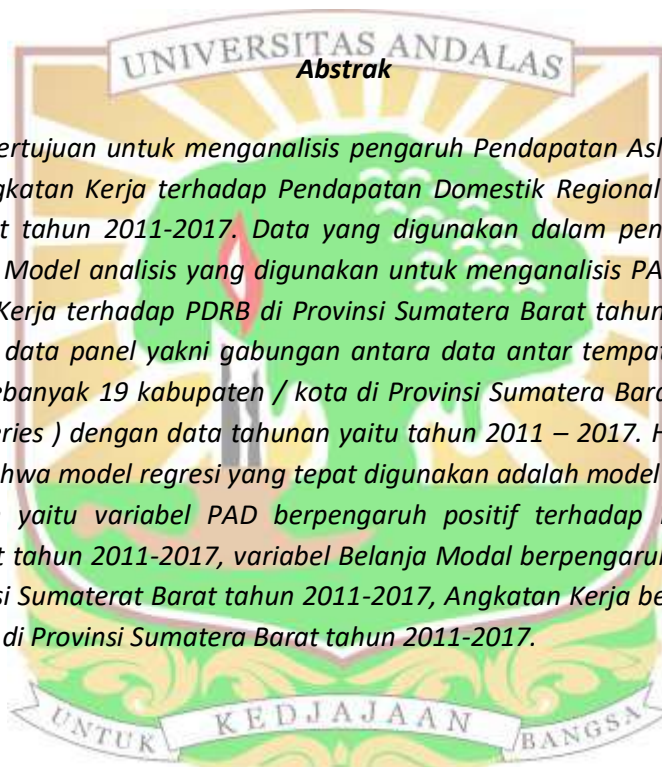 UNIVERSITAS ANDALAS
Abstrak
ertujuan untuk menganalisis pengaruh Pendapatan Asl
gkatan Kerja terhadap Pendapatan Domestik Regional
t tahun 2011-2017. Data yang digunakan dalam pen
Model analisis yang digunakan untuk menganalisis PA
Kerja terhadap PDRB di Provinsi Sumatera Barat tahun
data panel yakni gabungan antara data antar tempat
ebanyak 19 kabupaten / kota di Provinsi Sumatera Bara
eries ) dengan data tahunan yaitu tahun 2011 – 2017. H
hwa model regresi yang tepat digunakan adalah model
yaitu variabel PAD berpengaruh positif terhadap
t tahun 2011-2017, variabel Belanja Modal berpengaru
si Sumaterat Barat tahun 2011-2017, Angkatan Kerja be
di Provinsi Sumatera Barat tahun 2011-2017.
UNTUK KEDJAJAAN BANGSA